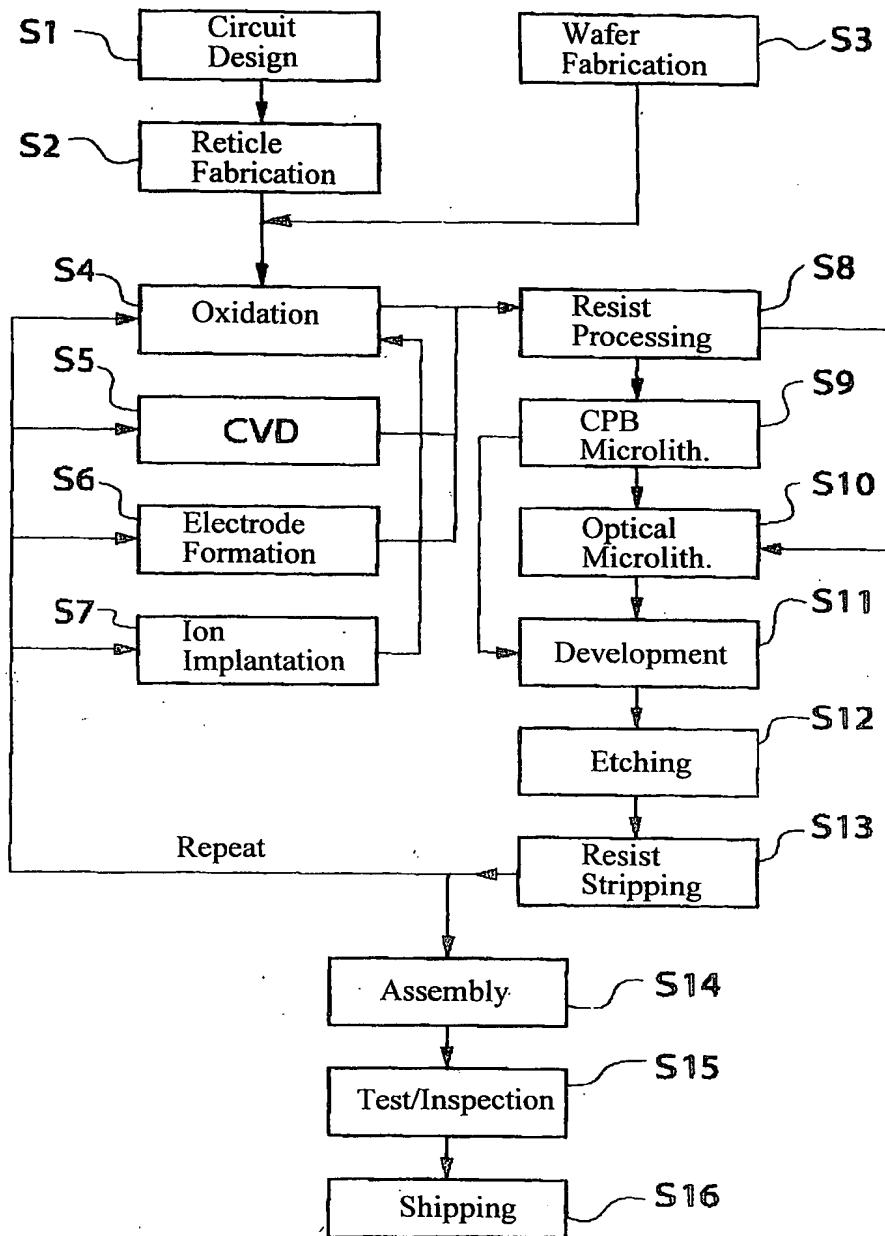 S1
Circuit
Design
Wafer
Fabrication
S3
S2
Reticle
Fabrication
S4
Oxidation
S8
Resist
Processing
S5
CVD
S9
CPB
Microlith.
S6
Electrode
Formation
S10
Optical
Microlith.
S7
Ion
Implantation
S11
Development
S12
Etching
S13
Resist
Stripping
Repeat
S14
Assembly
S15
Test/Inspection
S16
Shipping